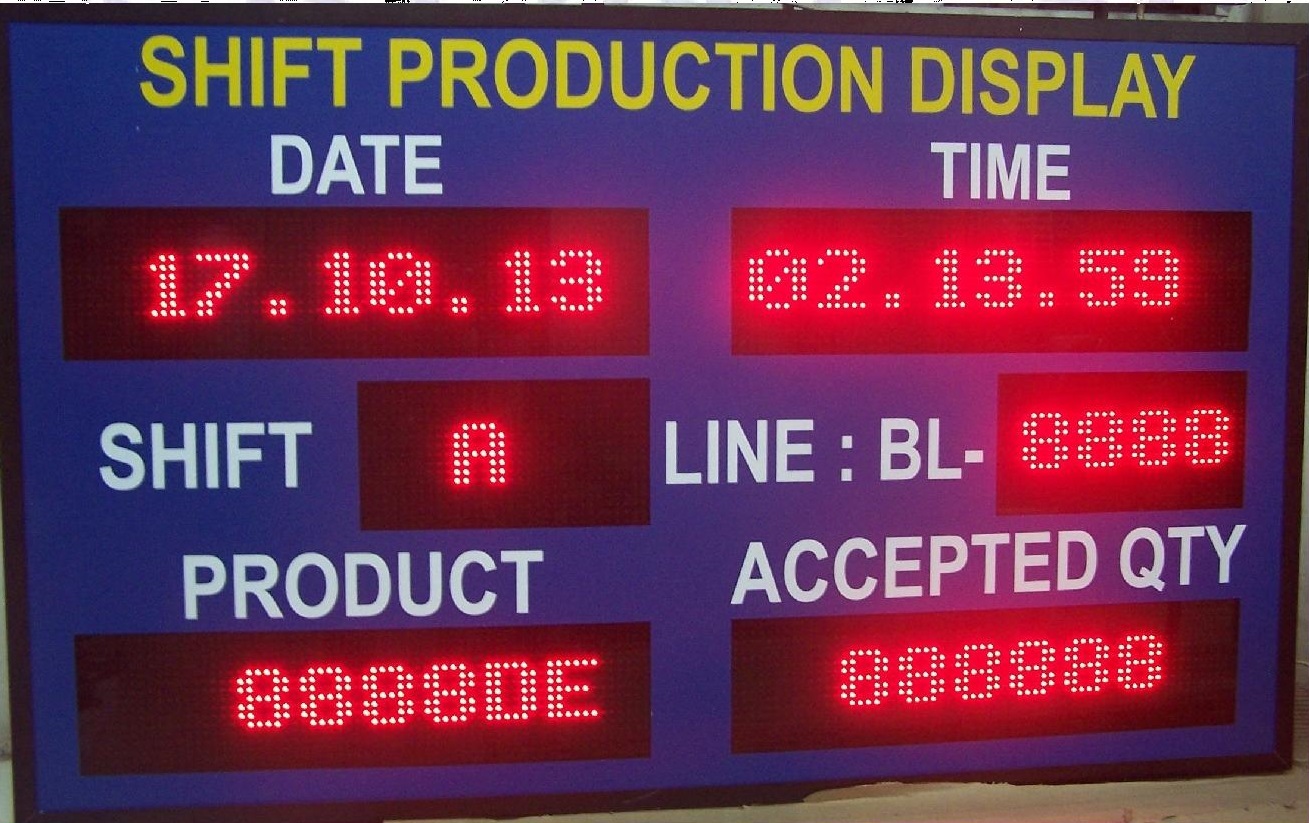 SHIFT PRODUCTION DISPLAY
DATE TIME
17.10.13 02.13.59
SHIFT A LINE : BL- 8888
PRODUCT ACCEPTED QTY
8888DE 888888